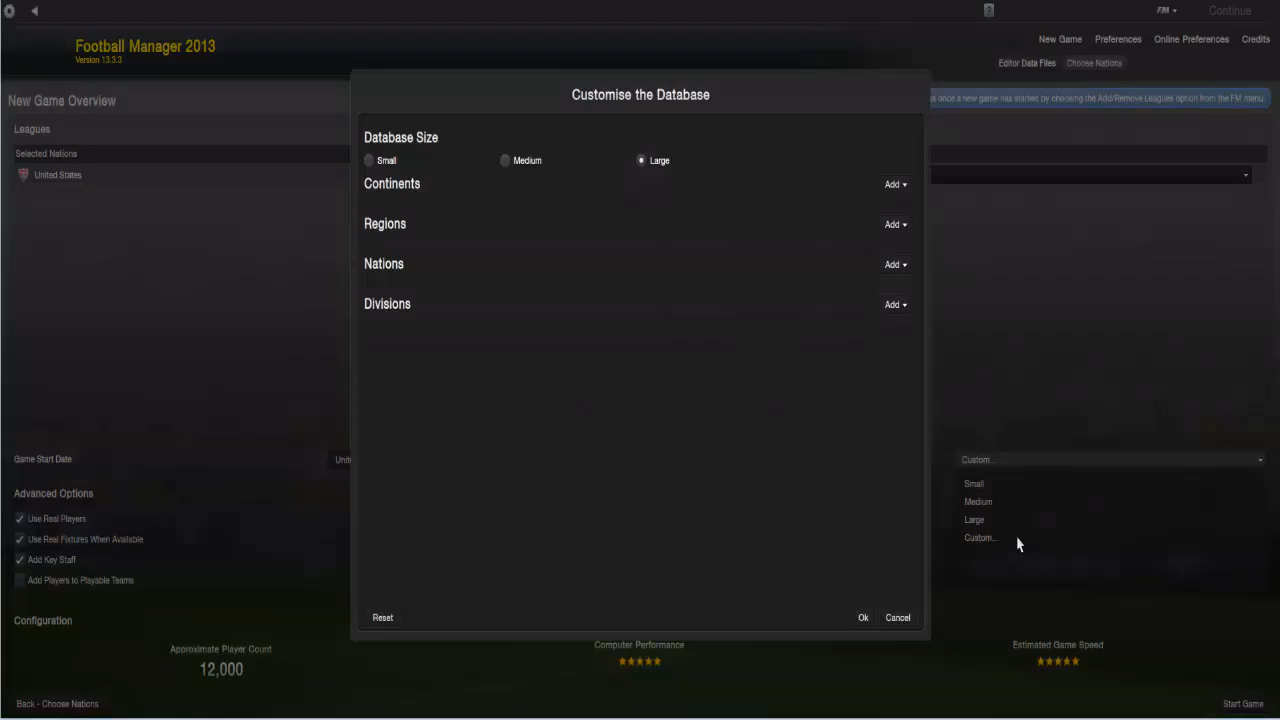 FM
Continue
Football Manager 2013
Version 13.3.3
New Game
Preferences
Online Preferences
Credits
Editor Data Files
Choose Nations
New Game Overview
s once a new game has started by choosing the Add/Remove Leagues option from the FM menu.
Leagues
Selected Nations
United States
Customise the Database
Database Size
Small
Medium
Large
Continents
Add
Regions
Add
Nations
Add
Divisions
Add
Reset
Ok
Cancel
Game Start Date
Unite
Custom...
Small
Medium
Large
Custom...
Advanced Options
Use Real Players
Use Real Fixtures When Available
Add Key Staff
Add Players to Playable Teams
Configuration
Approximate Player Count
12,000
Computer Performance
Estimated Game Speed
Back - Choose Nations
Start Game